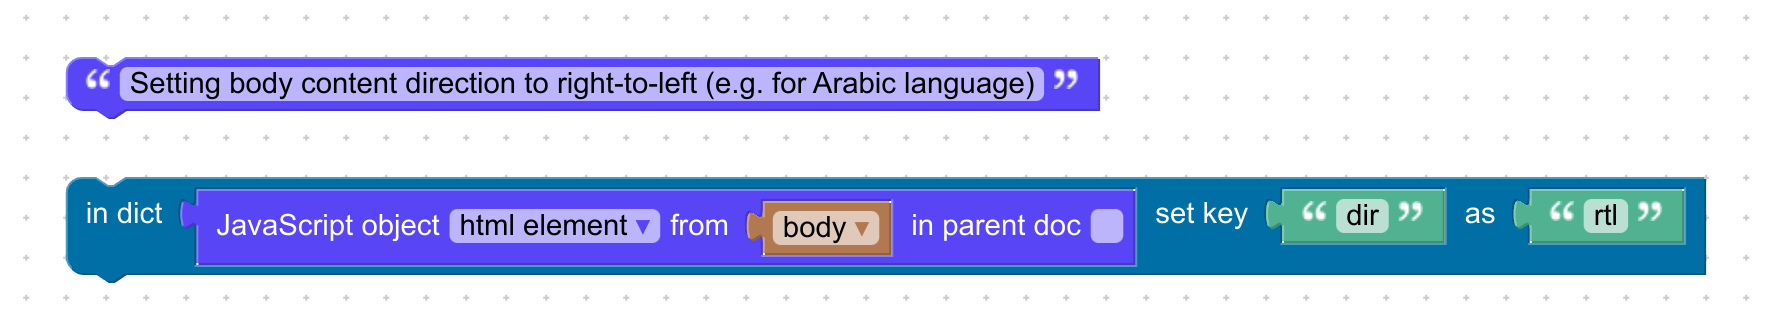 “ Setting body content direction to right-to-left (e.g. for Arabic language) ”
in dict JavaScript object html element ▾ from body ▾ in parent doc set key “ dir ” as “ rtl ”